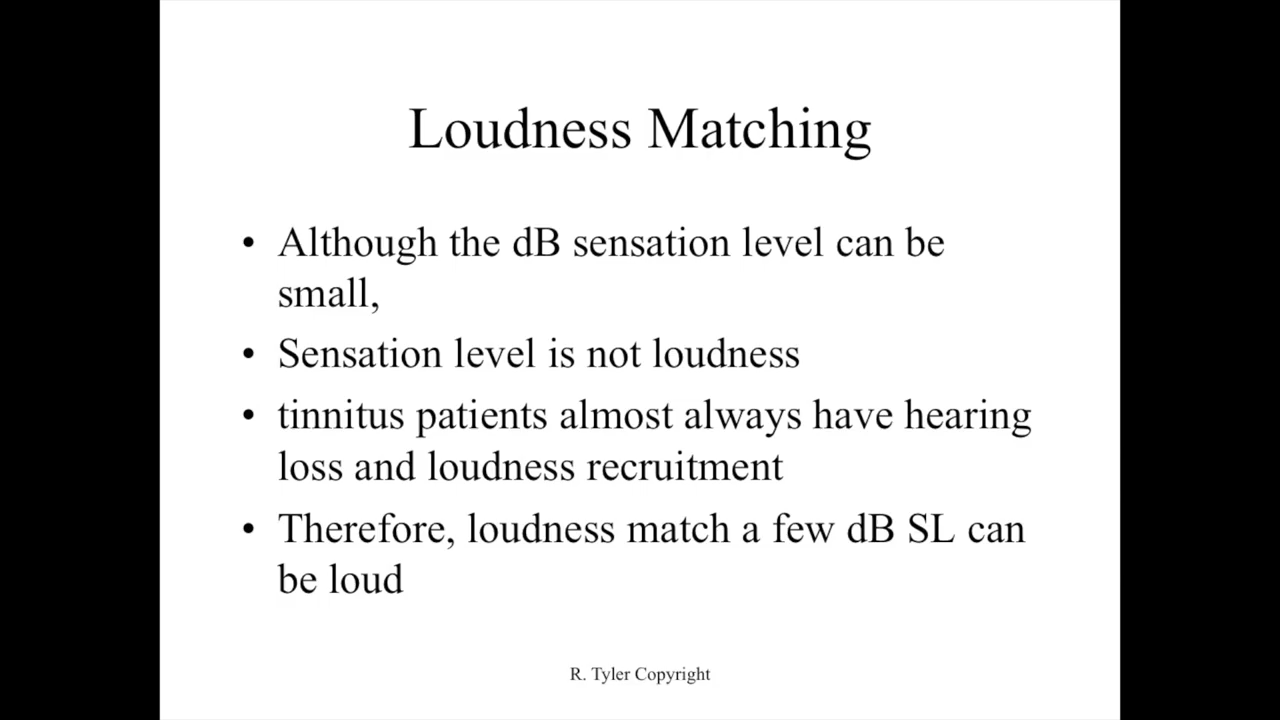 Loudness Matching
• Although the dB sensation level can be
small,
• Sensation level is not loudness
• tinnitus patients almost always have hearing
loss and loudness recruitment
• Therefore, loudness match a few dB SL can
be loud
R. Tyler Copyright